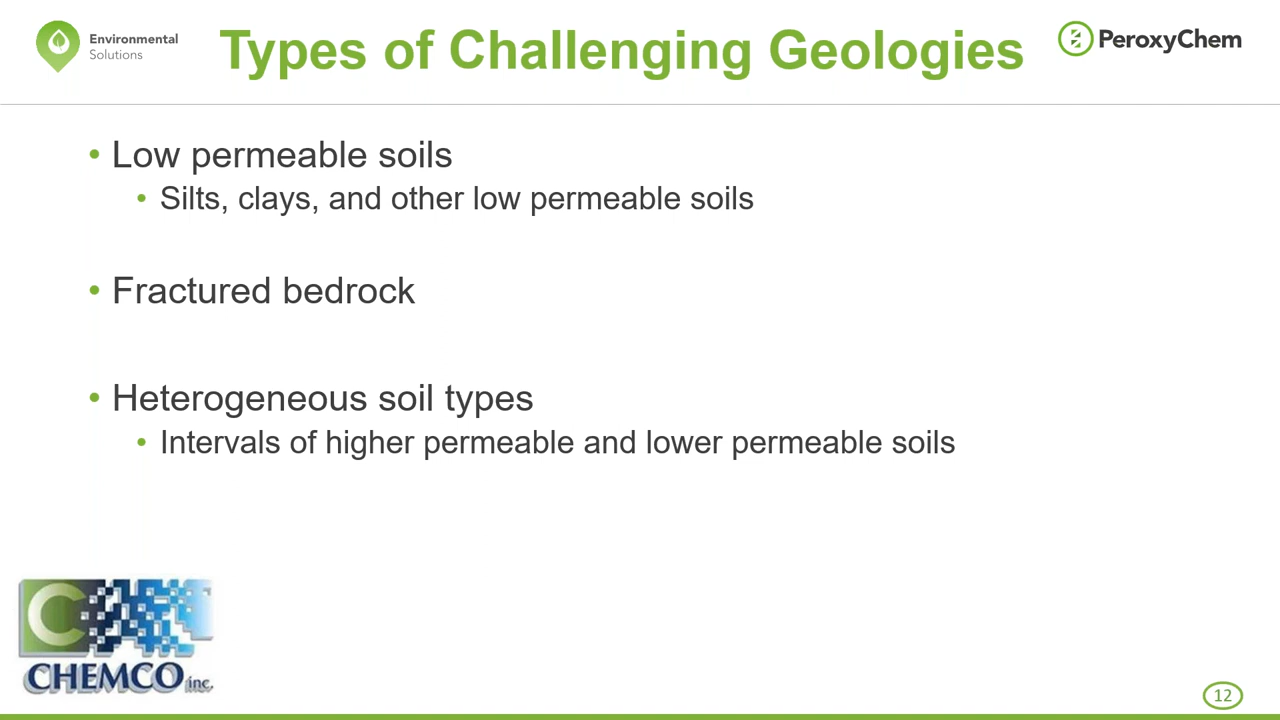 Environmental
Solutions
Types of Challenging Geologies
PeroxyChem
• Low permeable soils
• Silts, clays, and other low permeable soils
• Fractured bedrock
• Heterogeneous soil types
• Intervals of higher permeable and lower permeable soils
C
CHEMCO inc.
12